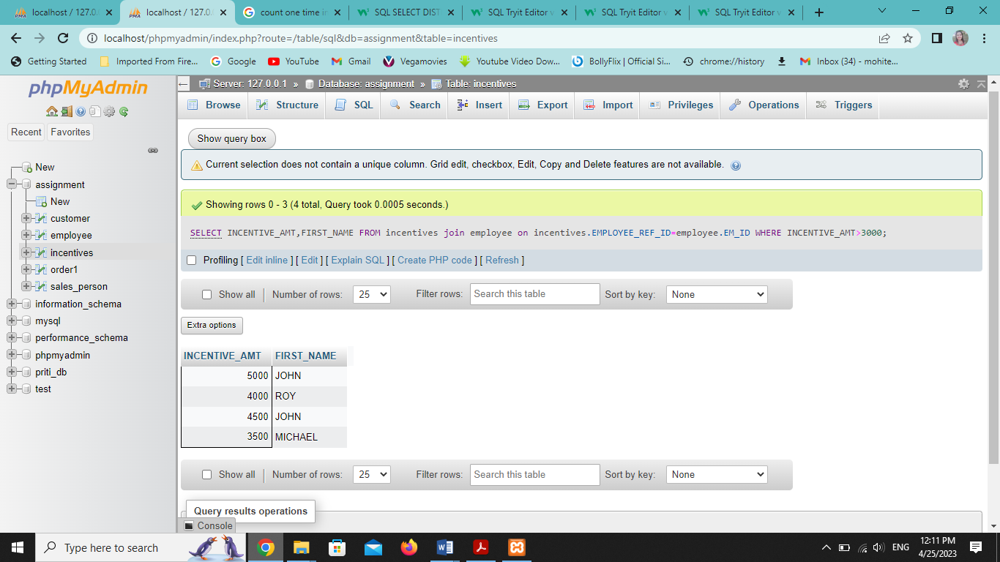 localhost / 127.0.
localhost / 127.0.
count one time i
SQL SELECT DIST
SQL Tryit Editor
SQL Tryit Editor
SQL Tryit Editor
localhost/phpmyadmin/index.php?route=/table/sql&db=assignment&table=incentives
Getting Started
Imported From Fire...
Google
YouTube
Gmail
Vegamovies
Youtube Video Dow...
BollyFlix | Official Si...
chrome://history
Inbox (34) - mohite...
phpMyAdmin
Recent Favorites
New
assignment
New
customer
employee
incentives
order1
sales_person
information_schema
mysql
performance_schema
phpmyadmin
priti_db
test
Server: 127.0.0.1 » Database: assignment » Table: incentives
Browse Structure SQL Search Insert Export Import Privileges Operations Triggers
Show query box
Current selection does not contain a unique column. Grid edit, checkbox, Edit, Copy and Delete features are not available.
Showing rows 0 - 3 (4 total, Query took 0.0005 seconds.)
SELECT INCENTIVE_AMT,FIRST_NAME FROM incentives join employee on incentives.EMPLOYEE_REF_ID=employee.EM_ID WHERE INCENTIVE_AMT>3000;
Profiling [ Edit inline ] [ Edit ] [ Explain SQL ] [ Create PHP code ] [ Refresh ]
Show all | Number of rows: 25 Filter rows: Search this table Sort by key: None
Extra options
INCENTIVE_AMT FIRST_NAME
5000 JOHN
4000 ROY
4500 JOHN
3500 MICHAEL
Show all | Number of rows: 25 Filter rows: Search this table Sort by key: None
Query results operations
Console
Type here to search
ENG
12:11 PM
4/25/2023